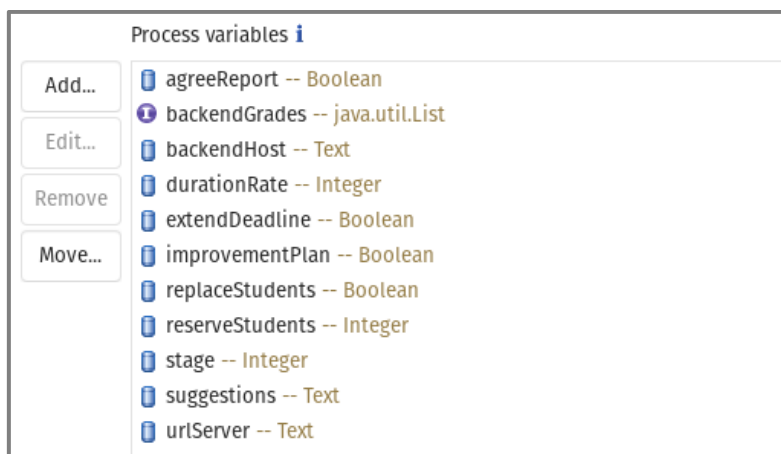 Process variables i
Add...
Edit...
Remove
Move...
agreeReport -- Boolean
backendGrades -- java.util.List
backendHost -- Text
durationRate -- Integer
extendDeadline -- Boolean
improvementPlan -- Boolean
replaceStudents -- Boolean
reserveStudents -- Integer
stage -- Integer
suggestions -- Text
urlServer -- Text